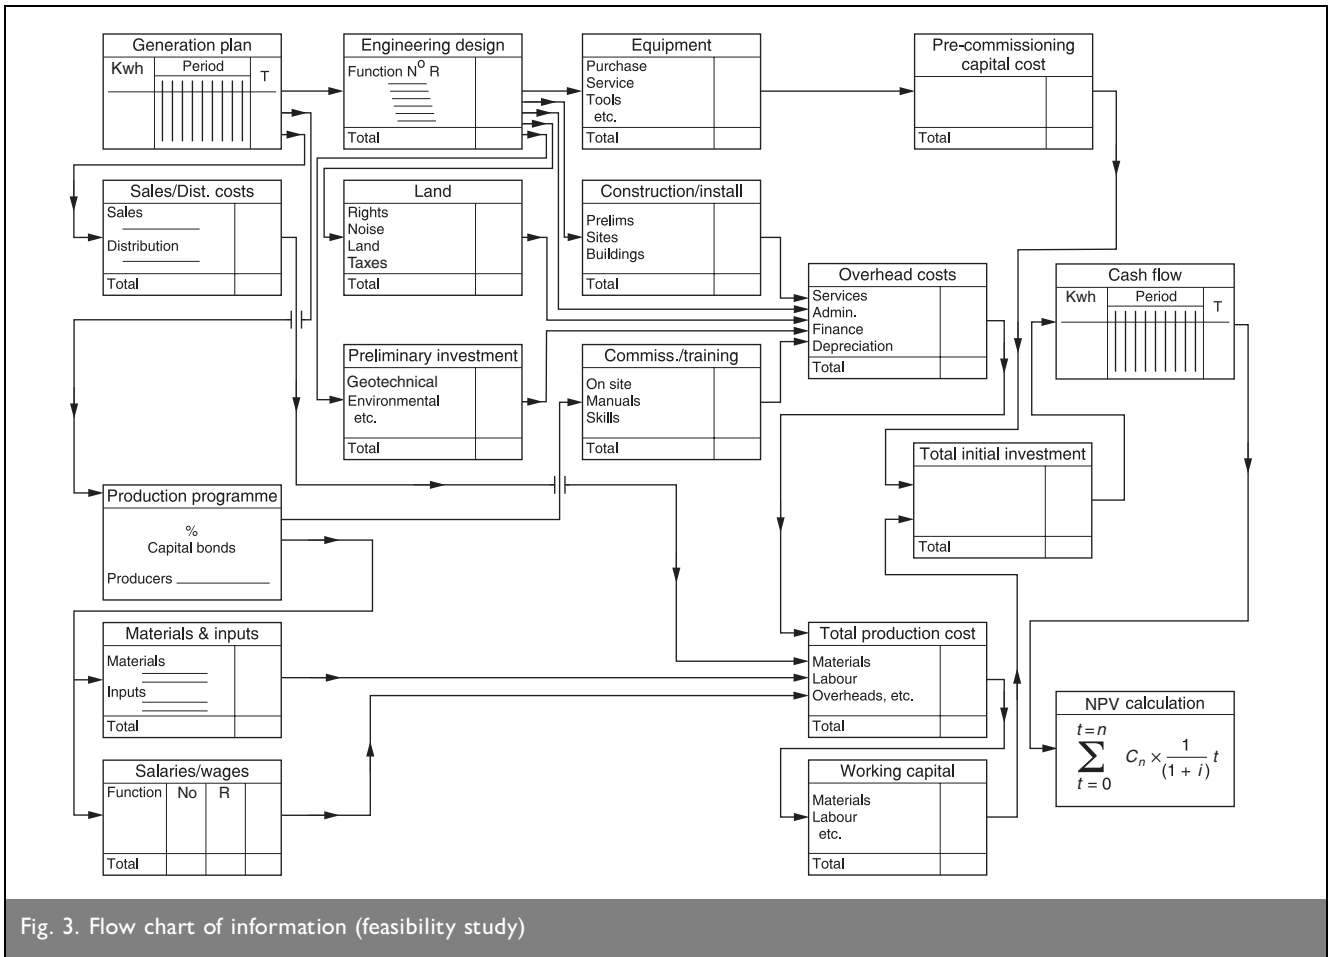 Generation plan
Kwh
Period
T
Engineering design
Function Nº R
Total
Equipment
Purchase
Service
Tools
etc.
Total
Pre-commissioning
capital cost
Total
Sales/Dist. costs
Sales
Distribution
Total
Land
Rights
Noise
Land
Taxes
Total
Construction/install
Prelims
Sites
Buildings
Total
Overhead costs
Services
Admin.
Finance
Depreciation
Total
Cash flow
Kwh
Period
T
Preliminary investment
Geotechnical
Environmental
etc.
Total
Commiss./training
On site
Manuals
Skills
Total
Total initial investment
Total
Production programme
%
Capital bonds
Producers
Materials & inputs
Materials
Inputs
Total
Total production cost
Materials
Labour
Overheads, etc.
Total
NPV calculation
t = n
∑ Cn × 1/(1 + i) t
t = 0
Salaries/wages
Function No R
Total
Working capital
Materials
Labour
etc.
Total
Fig. 3. Flow chart of information (feasibility study)